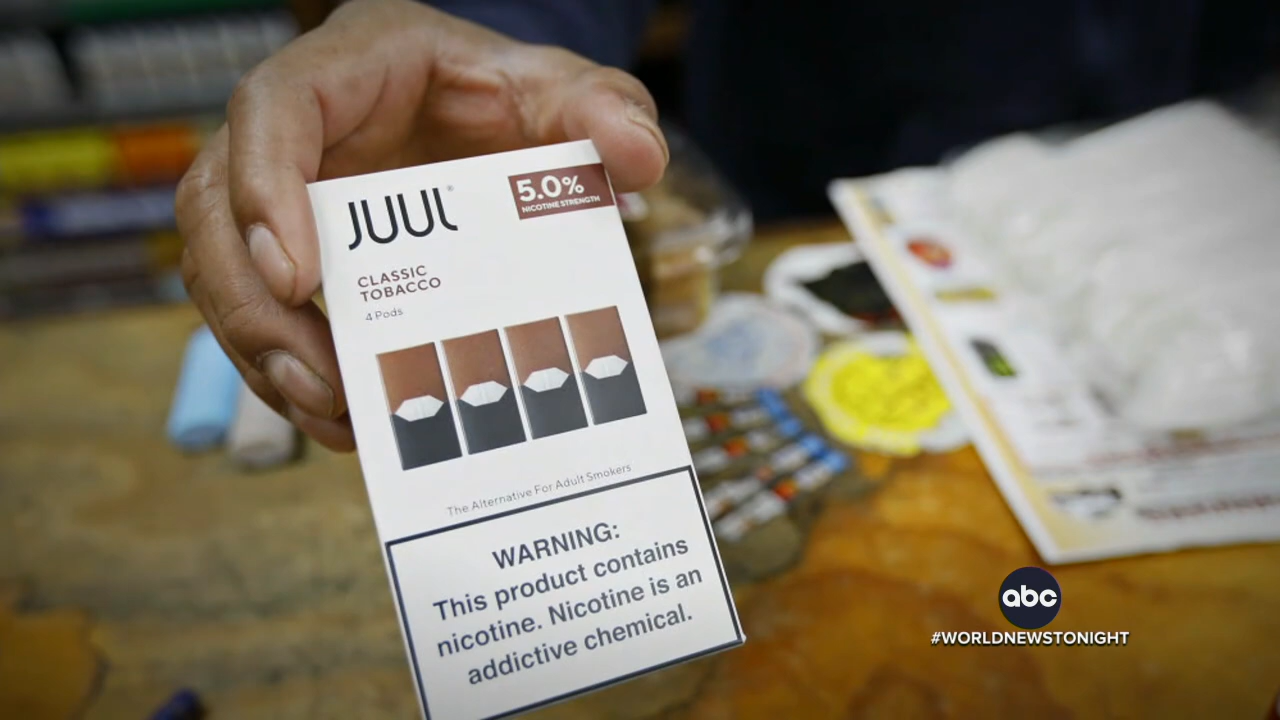 JUUL®
5.0%
NICOTINE STRENGTH
CLASSIC
TOBACCO
4 Pods
The Alternative For Adult Smokers
WARNING:
This product contains
nicotine. Nicotine is an
addictive chemical.
abc
#WORLDNEWSTONIGHT